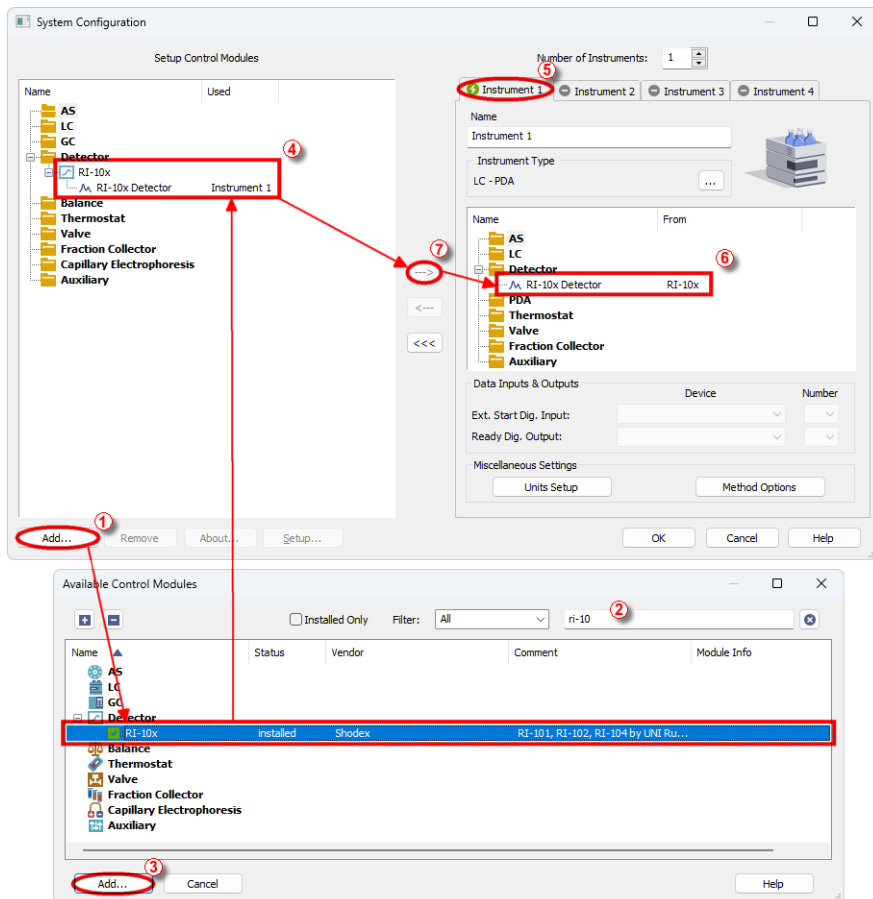 System Configuration
Setup Control Modules
Number of Instruments: 1
⑤
Name Used
AS
LC
GC
Detector
RI-10x
RI-10x Detector Instrument 1
④
Balance
Thermostat
Valve
Fraction Collector
Capillary Electrophoresis
Auxiliary
⑦
--->
<---
<<<
Instrument 1 Instrument 2 Instrument 3 Instrument 4
Name
Instrument 1
Instrument Type
LC - PDA ...
Name From
AS
LC
Detector
⑥
RI-10x Detector RI-10x
PDA
Thermostat
Valve
Fraction Collector
Auxiliary
Data Inputs & Outputs
Device Number
Ext. Start Dig. Input:
Ready Dig. Output:
Miscellaneous Settings
Units Setup Method Options
①
Add... Remove About... Setup...
OK Cancel Help
Available Control Modules
Installed Only Filter: All ri-10 ②
Name Status Vendor Comment Module Info
AS
LC
GC
Detector
RI-10x installed Shodex RI-101, RI-102, RI-104 by UNI Ru...
Balance
Thermostat
Valve
Fraction Collector
Capillary Electrophoresis
Auxiliary
③
Add... Cancel Help